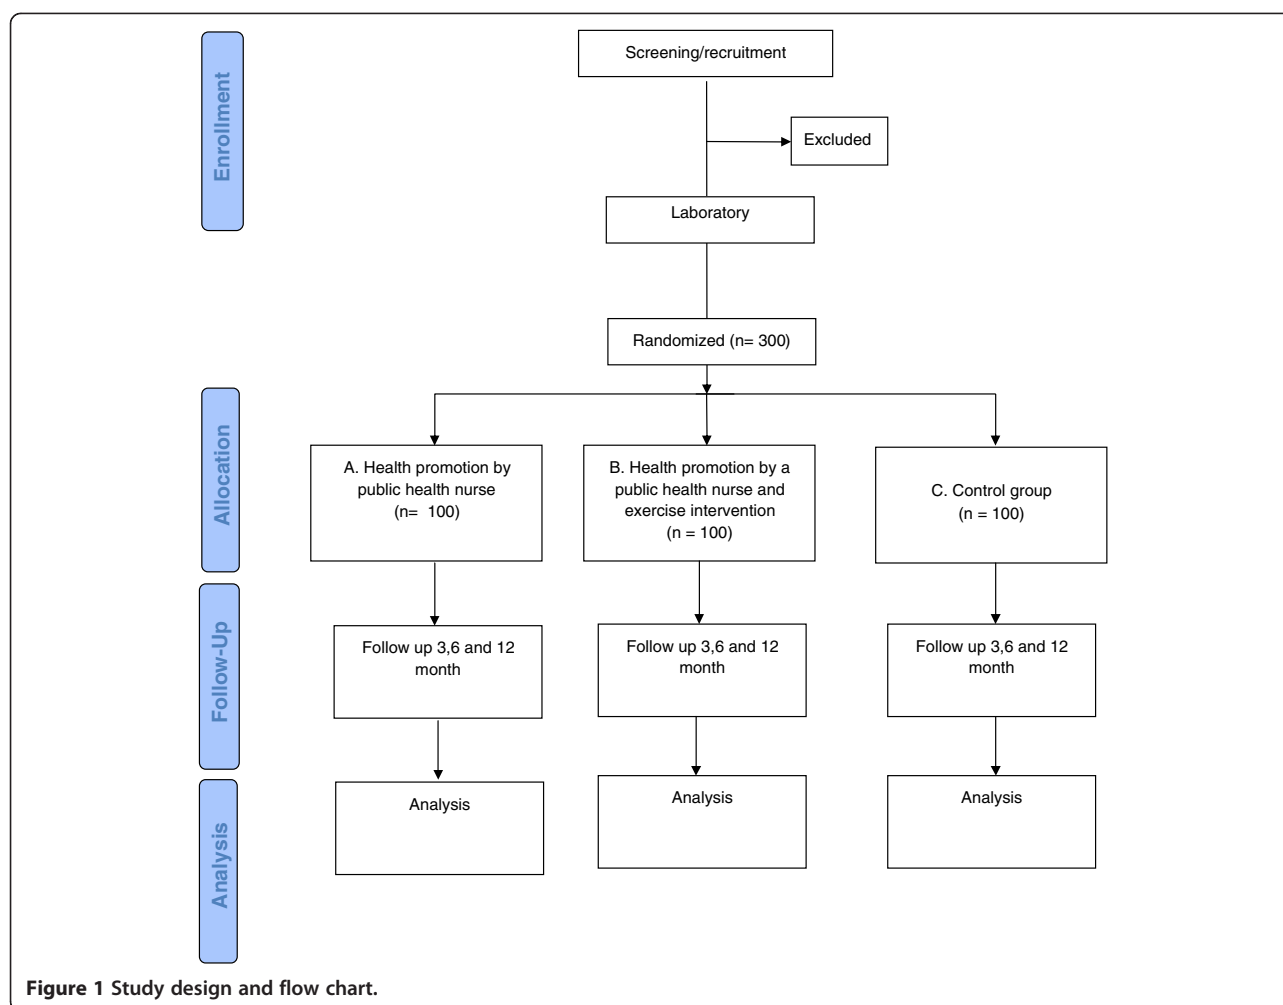 Enrollment
Screening/recruitment
Excluded
Laboratory
Randomized (n= 300)
Allocation
A. Health promotion by
public health nurse
(n=  100)
B. Health promotion by a
public health nurse and
exercise intervention
(n = 100)
C. Control group
(n = 100)
Follow-Up
Follow up 3,6 and 12
month
Follow up 3,6 and 12
month
Follow up 3,6 and 12
month
Analysis
Analysis
Analysis
Analysis
Figure 1 Study design and flow chart.